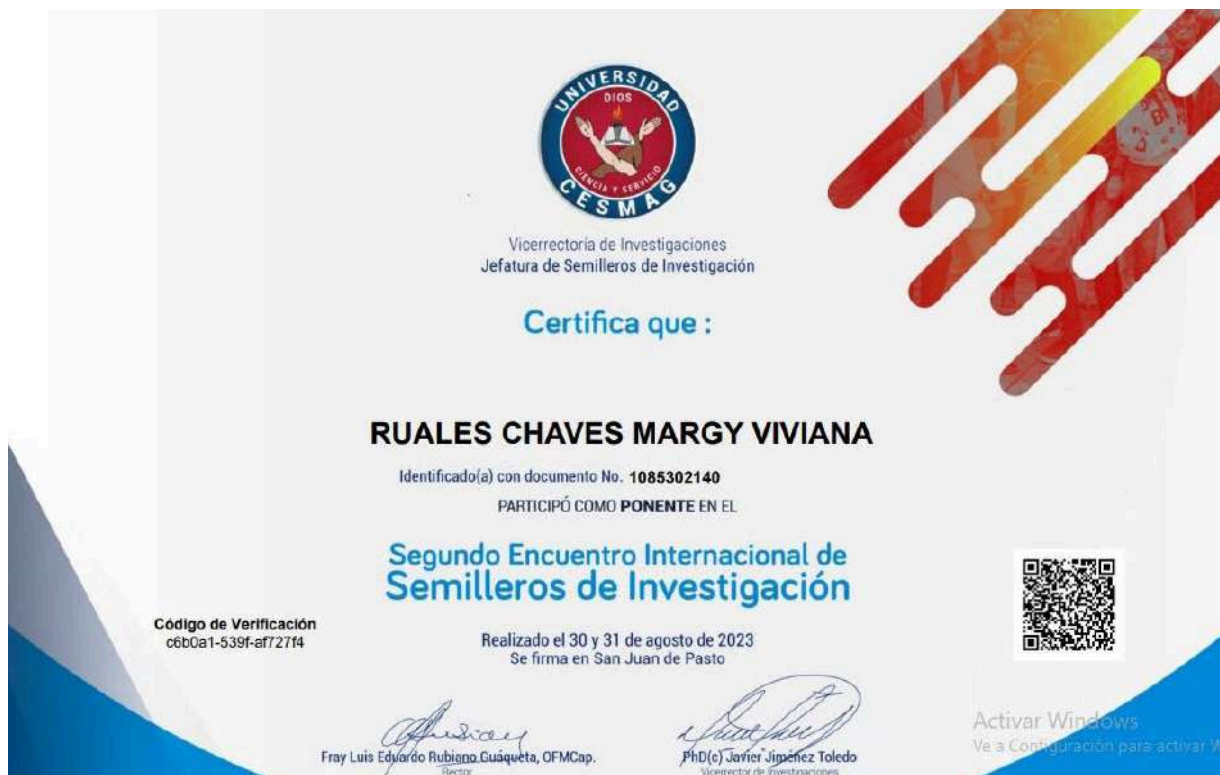 UNIVERSIDAD
DIOS
CIENCIA Y SERVICIO
CESMAG
Vicerrectoría de Investigaciones
Jefatura de Semilleros de Investigación
Certifica que :
RUALES CHAVES MARGY VIVIANA
Identificado(a) con documento No. 1085302140
PARTICIPÓ COMO PONENTE EN EL
Segundo Encuentro Internacional de
Semilleros de Investigación
Código de Verificación
c6b0a1-539f-af727f4
Realizado el 30 y 31 de agosto de 2023
Se firma en San Juan de Pasto
Fray Luis Eduardo Rubiano Guáqueta, OFMCap.
Rector
PhD(c) Javier Jiménez Toledo
Vicerrector de Investigaciones
Activar Windows
Ve a Configuración para activar W